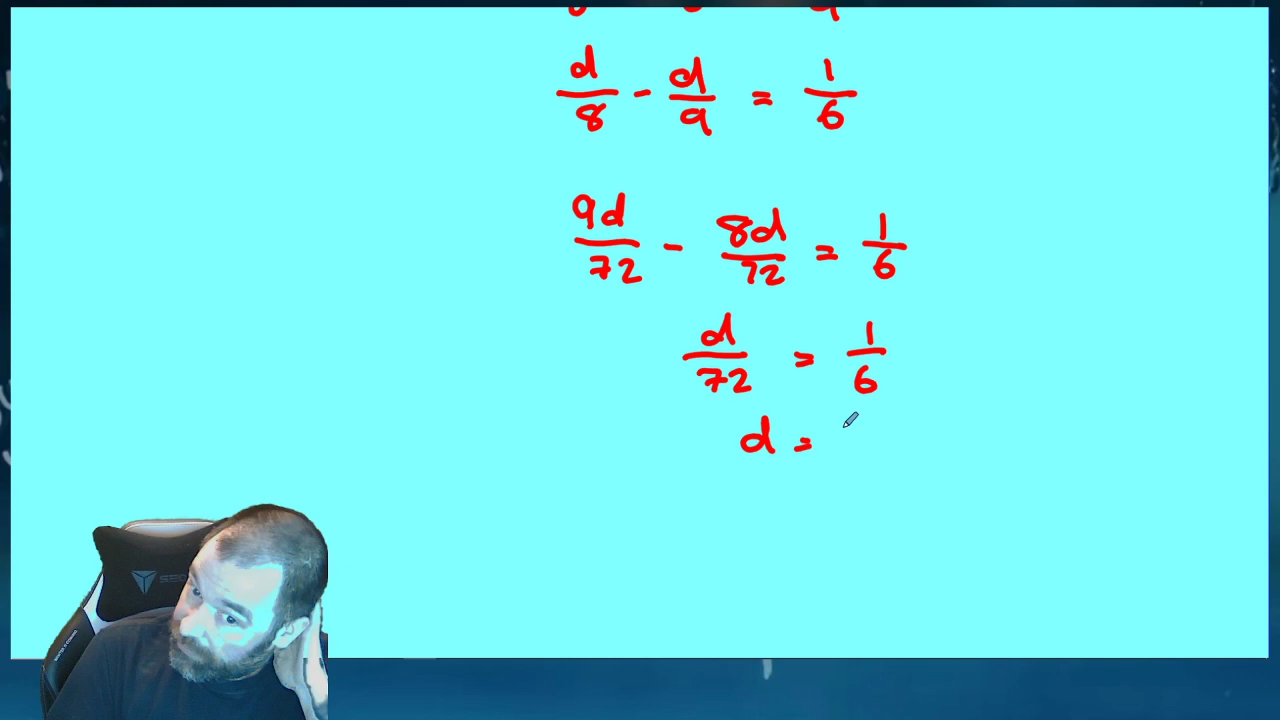 d/8 - d/9 = 1/6
9d/72 - 8d/72 = 1/6
d/72 = 1/6
d =